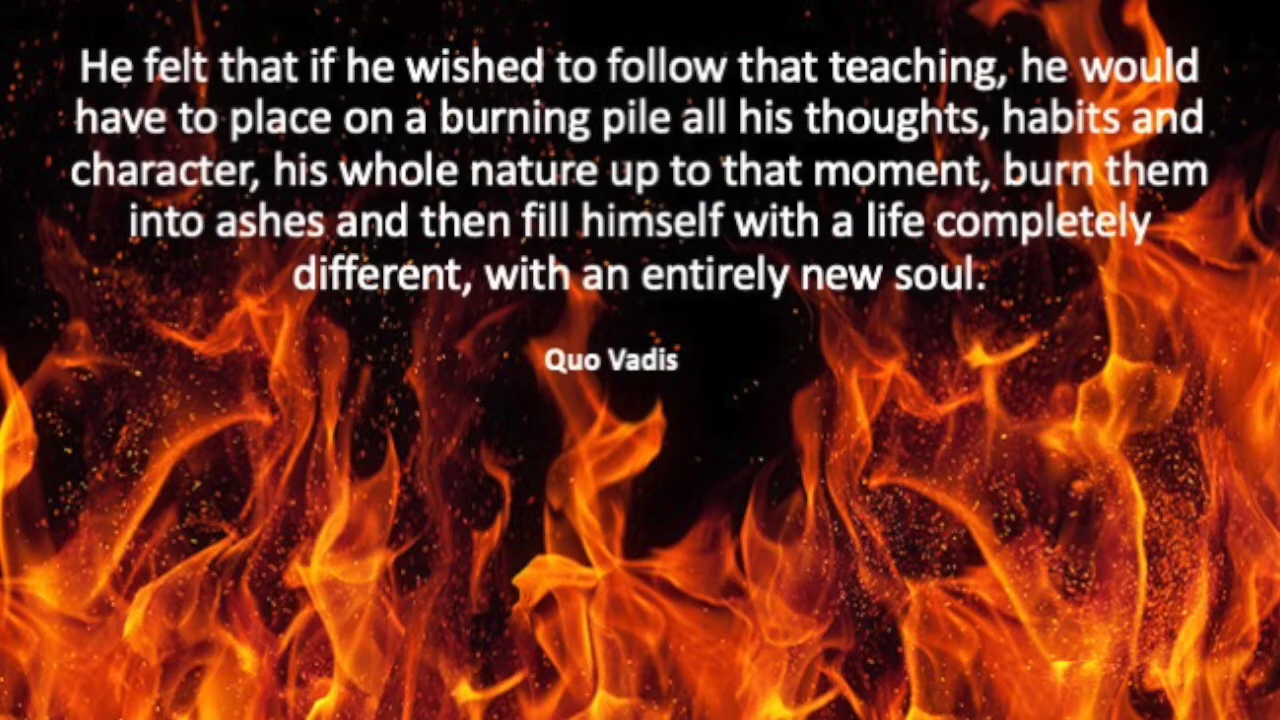 He felt that if he wished to follow that teaching, he would
have to place on a burning pile all his thoughts, habits and
character, his whole nature up to that moment, burn them
into ashes and then fill himself with a life completely
different, with an entirely new soul.
Quo Vadis